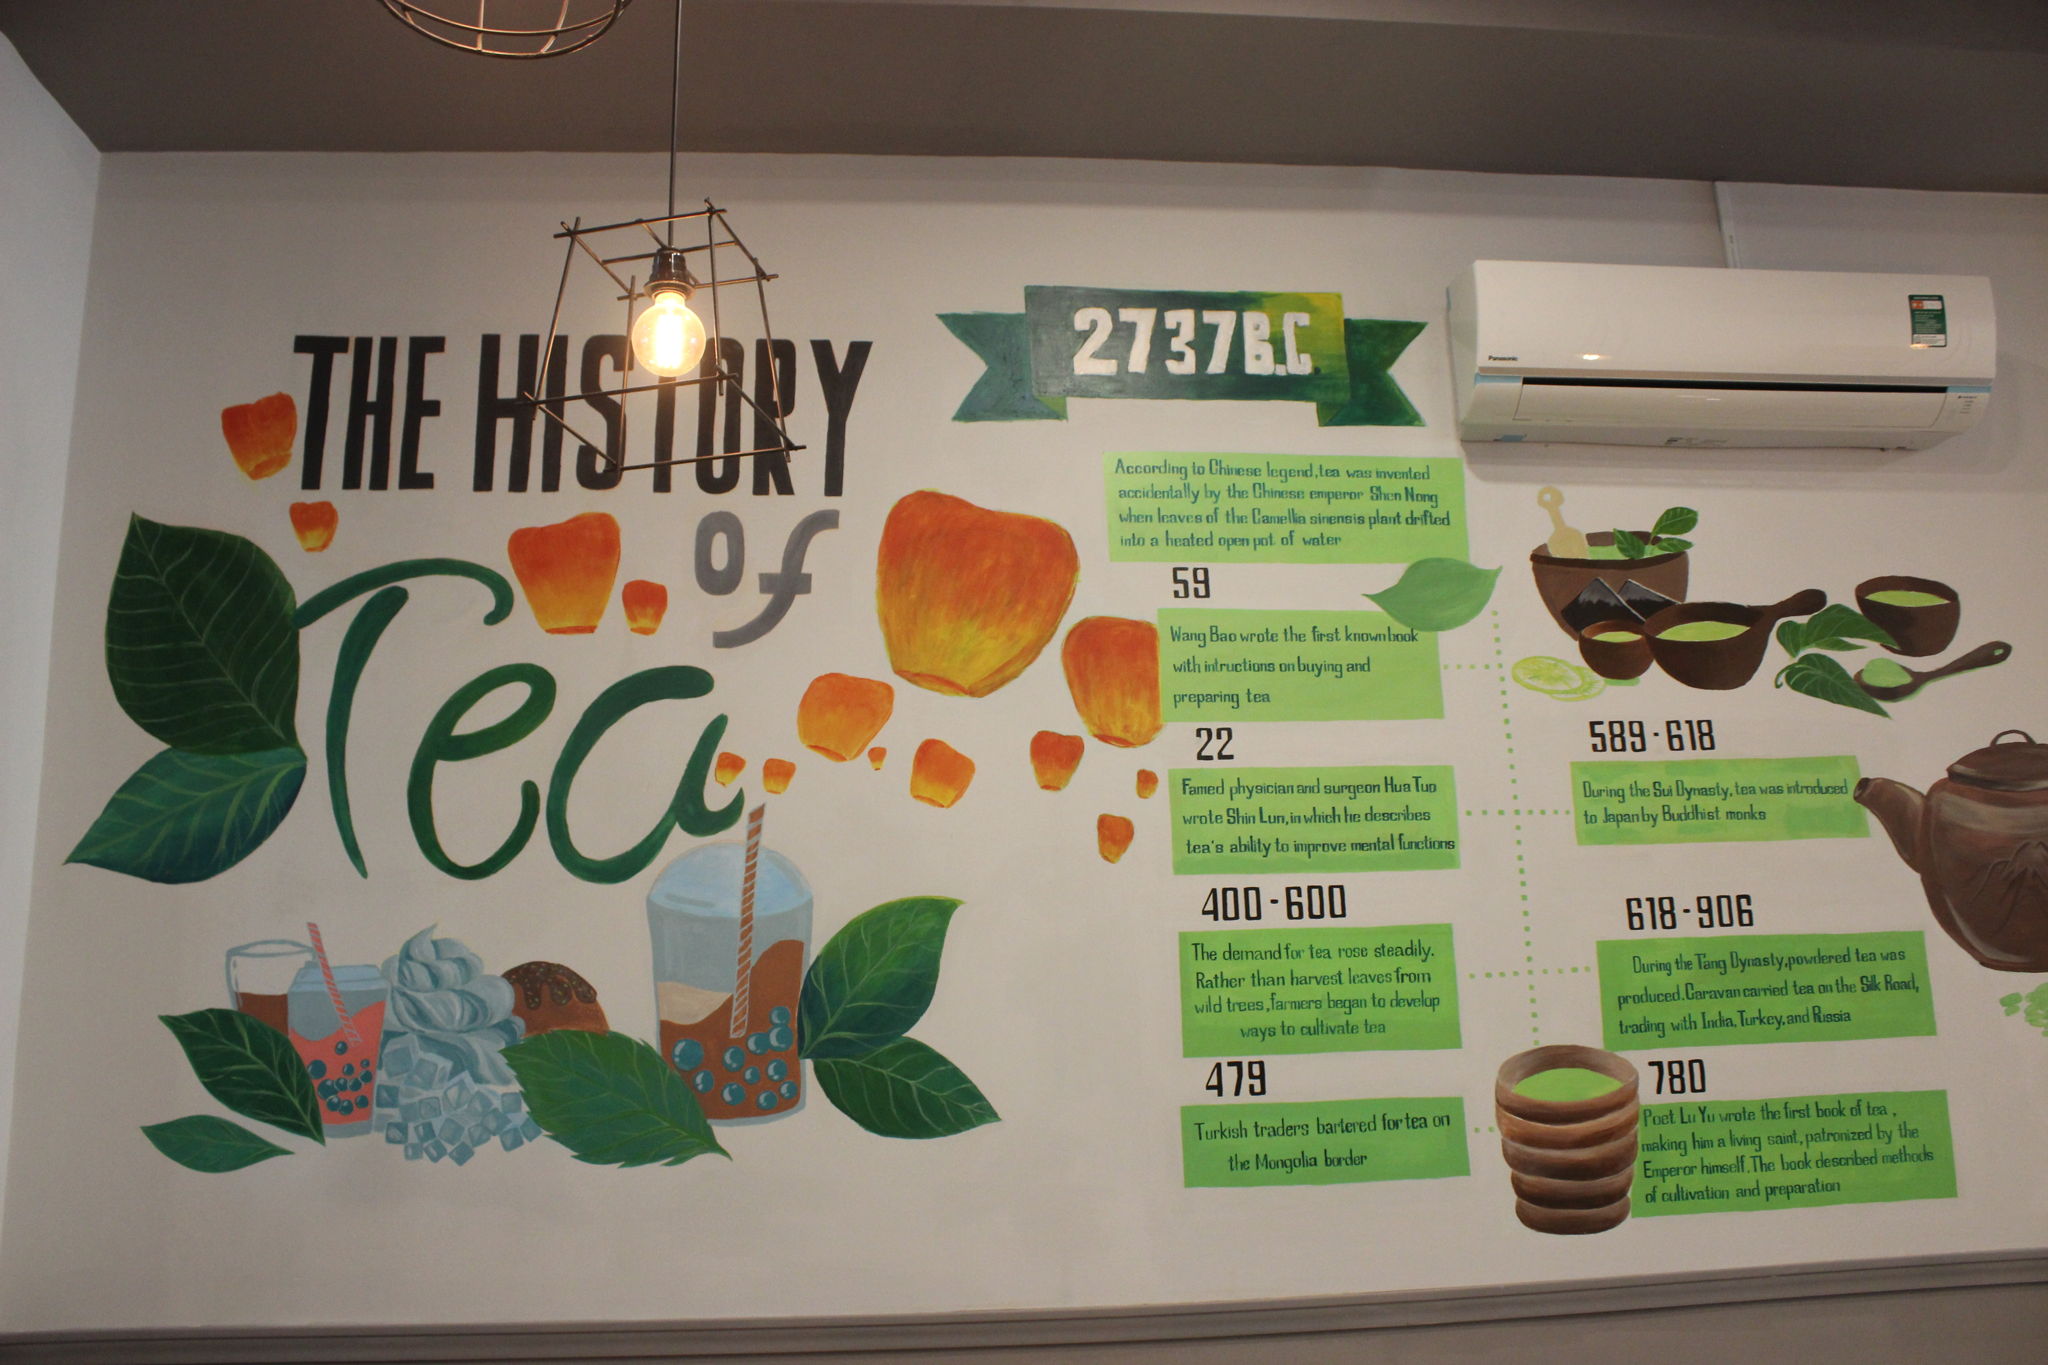 THE HISTORY
of
Tea
2737 B.C.
Panasonic
According to Chinese legend, tea was invented
accidentally by the Chinese emperor Shen Nong
when leaves of the Camellia sinensis plant drifted
into a heated open pot of water
59
Wang Bao wrote the first known book
with intructions on buying and
preparing tea
22
Famed physician and surgeon Hua Tuo
wrote Shin Lun, in which he describes
tea's ability to improve mental functions
400-600
The demand for tea rose steadily.
Rather than harvest leaves from
wild trees, farmers began to develop
ways to cultivate tea
479
Turkish traders bartered for tea on
the Mongolia border
589-618
During the Sui Dynasty, tea was introduced
to Japan by Buddhist monks
618-906
During the T'ang Dynasty, powdered tea was
produced. Caravan carried tea on the Silk Road,
trading with India, Turkey, and Russia
780
Poet Lu Yu wrote the first book of tea,
making him a living saint, patronized by the
Emperor himself. The book described methods
of cultivation and preparation